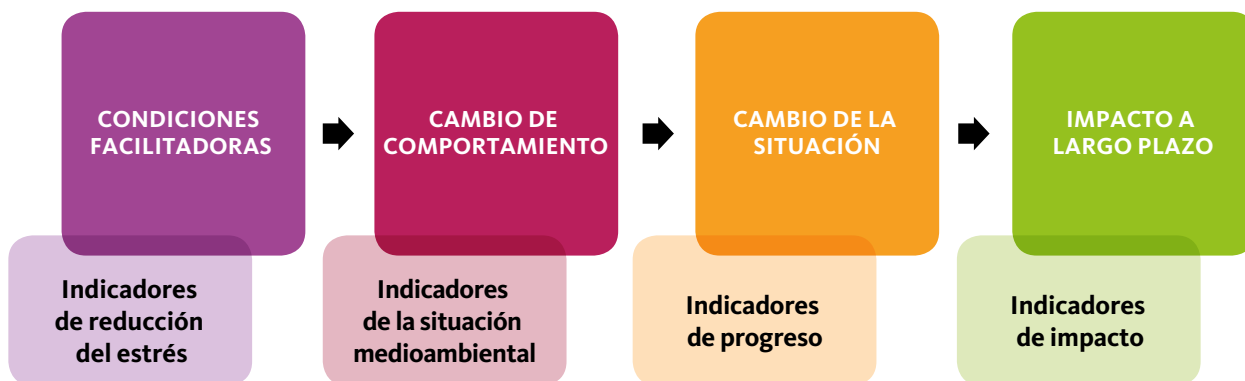 CONDICIONES
FACILITADORAS
CAMBIO DE
COMPORTAMIENTO
CAMBIO DE LA
SITUACIÓN
IMPACTO A
LARGO PLAZO
Indicadores
de reducción
del estrés
Indicadores
de la situación
medioambiental
Indicadores
de progreso
Indicadores
de impacto